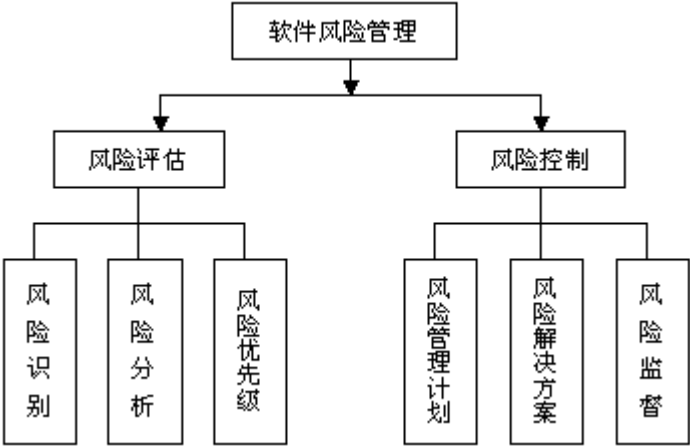 软件风险管理
风险评估
风险控制
风险识别
风险分析
风险优先级
风险管理计划
风险解决方案
风险监督